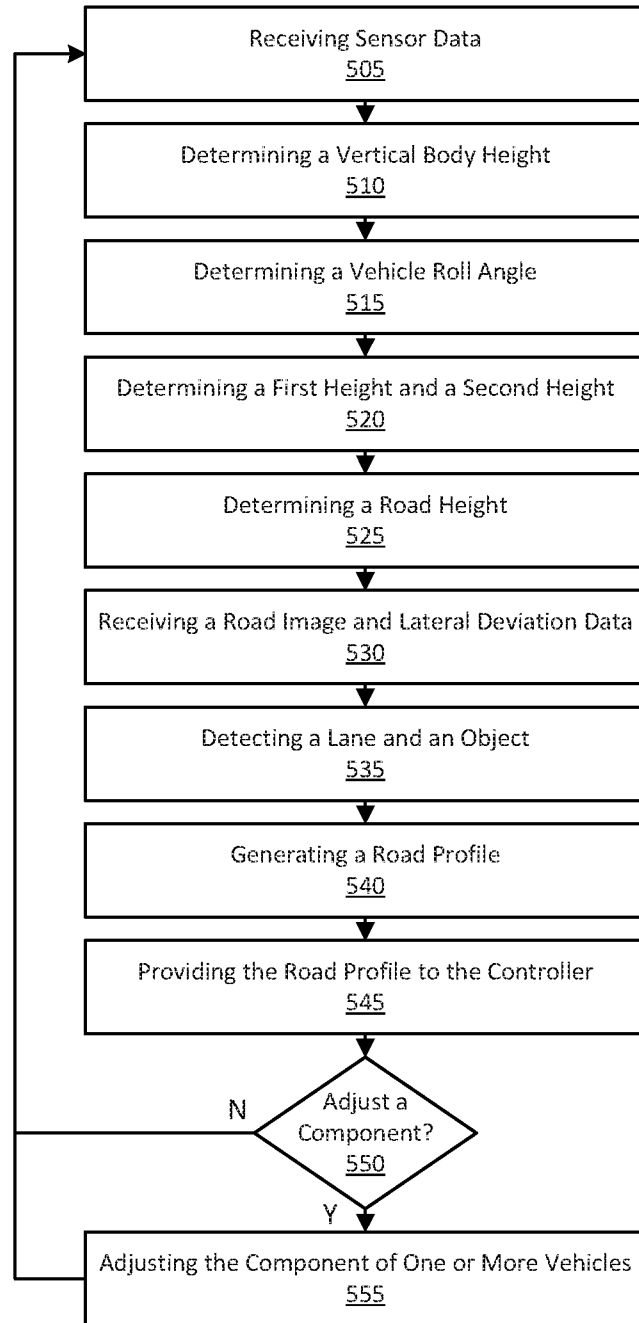 Receiving Sensor Data
505
Determining a Vertical Body Height
510
Determining a Vehicle Roll Angle
515
Determining a First Height and a Second Height
520
Determining a Road Height
525
Receiving a Road Image and Lateral Deviation Data
530
Detecting a Lane and an Object
535
Generating a Road Profile
540
Providing the Road Profile to the Controller
545
N
Adjust a
Component?
550
Y
Adjusting the Component of One or More Vehicles
555